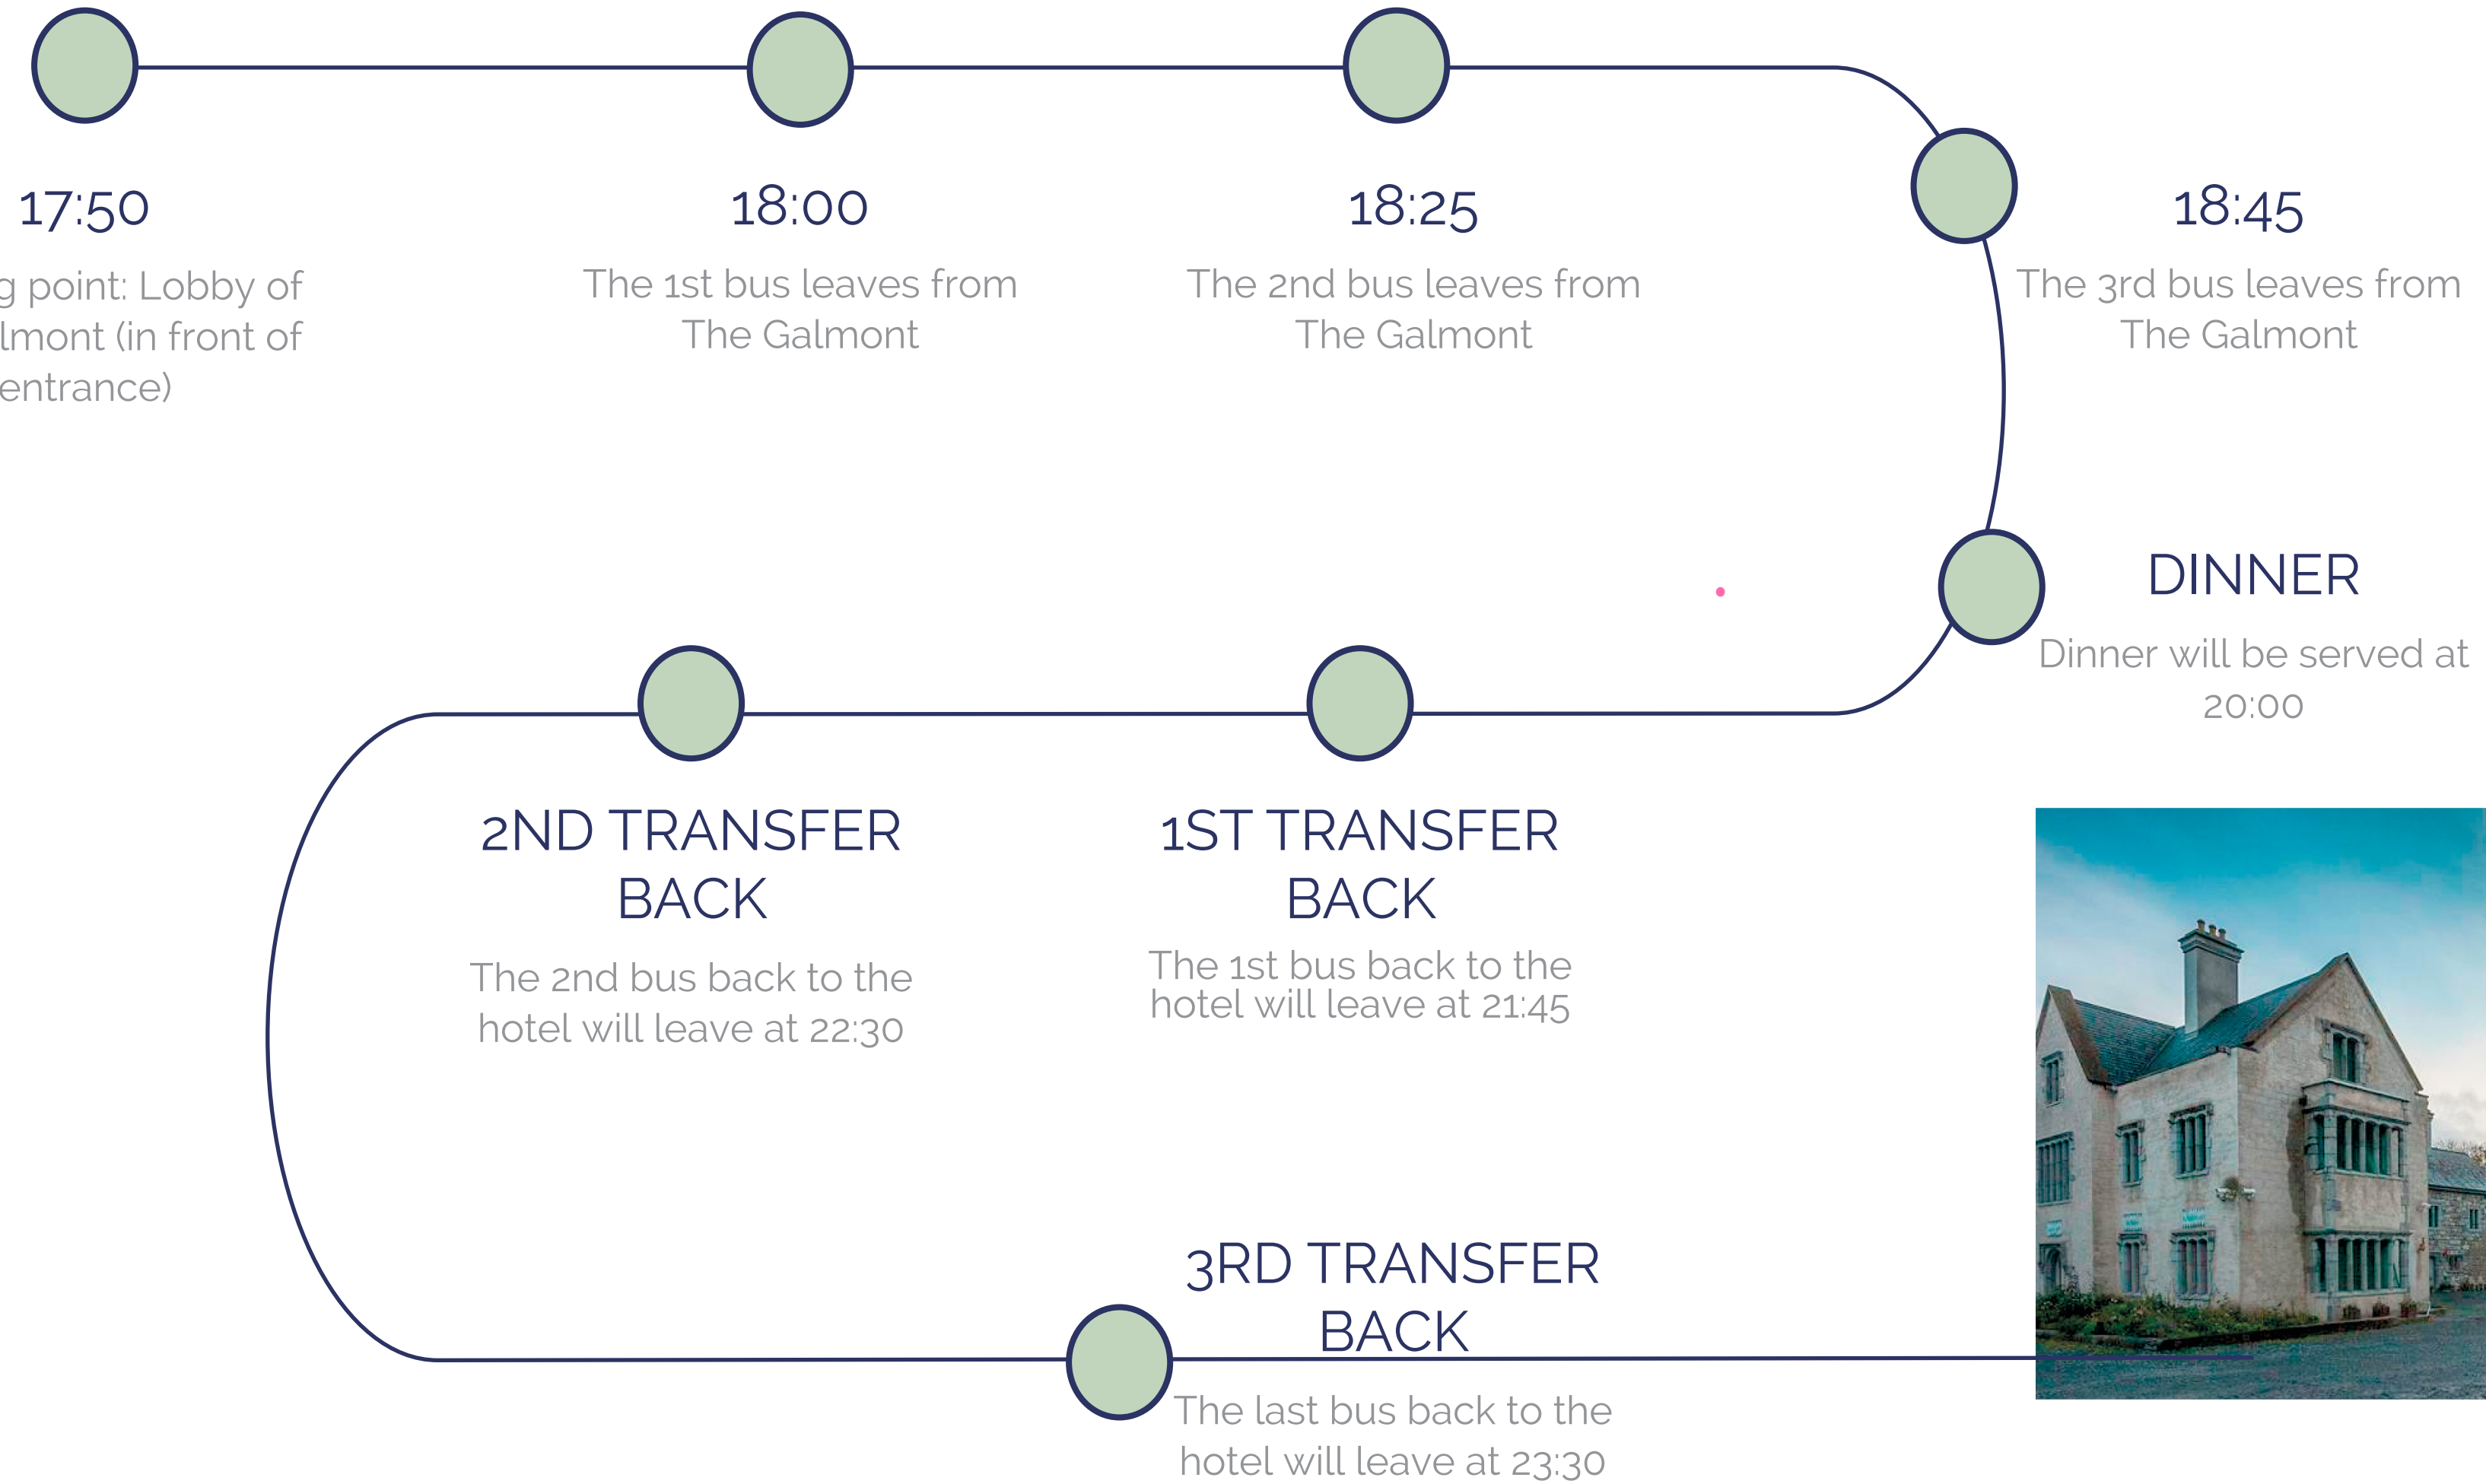 17:50
g point: Lobby of
lmont (in front of
entrance)
18:00
The 1st bus leaves from
The Galmont
18:25
The 2nd bus leaves from
The Galmont
18:45
The 3rd bus leaves from
The Galmont
DINNER
Dinner will be served at
20:00
1ST TRANSFER
BACK
The 1st bus back to the
hotel will leave at 21:45
2ND TRANSFER
BACK
The 2nd bus back to the
hotel will leave at 22:30
3RD TRANSFER
BACK
The last bus back to the
hotel will leave at 23:30